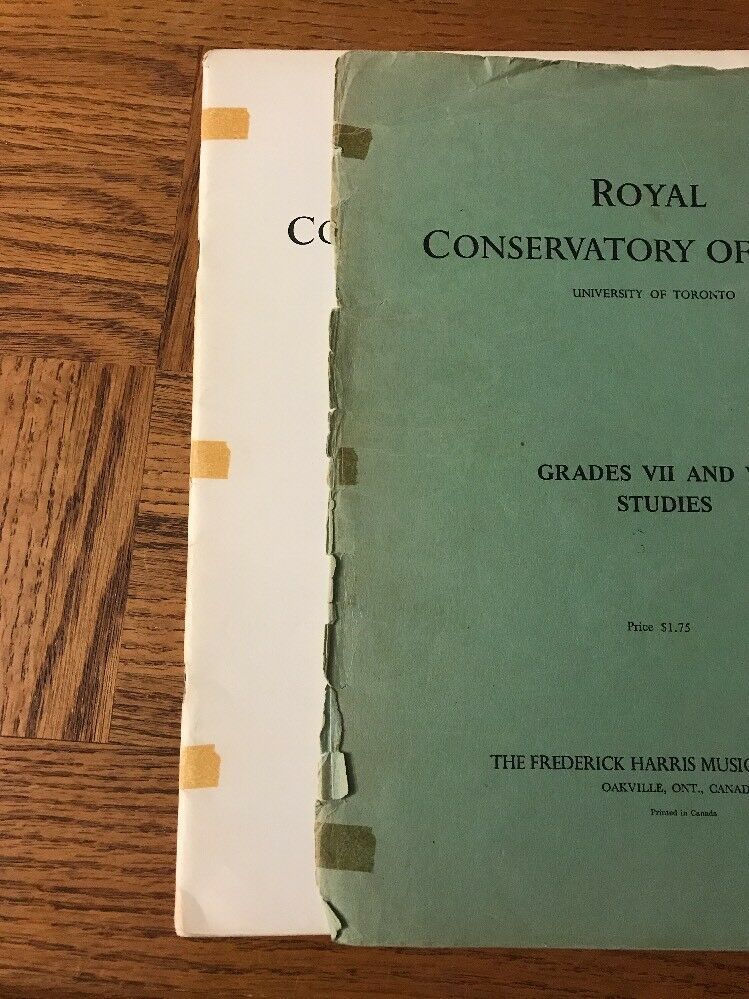 CO
ROYAL
CONSERVATORY OF
UNIVERSITY OF TORONTO
GRADES VII AND V
STUDIES
Price $1.75
THE FREDERICK HARRIS MUSIC
OAKVILLE, ONT., CANAD
Printed in Canada